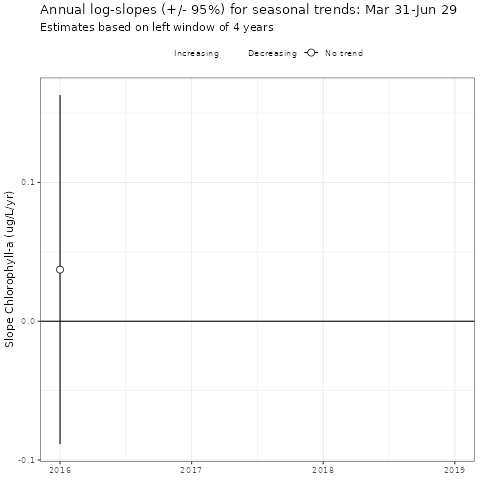 Annual log-slopes (+/- 95%) for seasonal trends: Mar 31-Jun 29
Estimates based on left window of 4 years
Increasing Decreasing No trend
Slope Chlorophyll-a (ug/L/yr)
0.1
0.0
-0.1
2016 2017 2018 2019